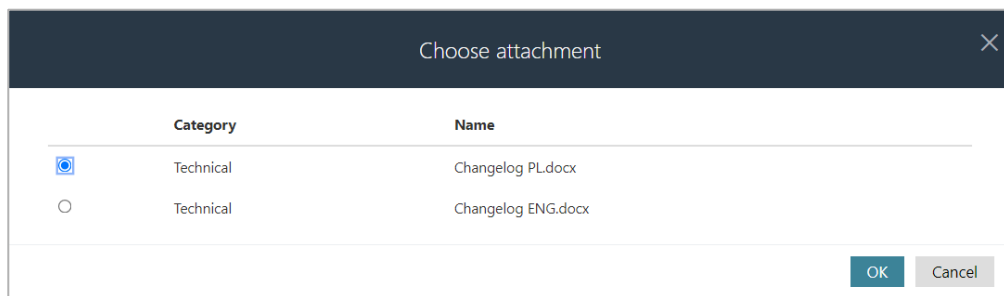 Choose attachment
Category Name
Technical Changelog PL.docx
Technical Changelog ENG.docx
OK Cancel